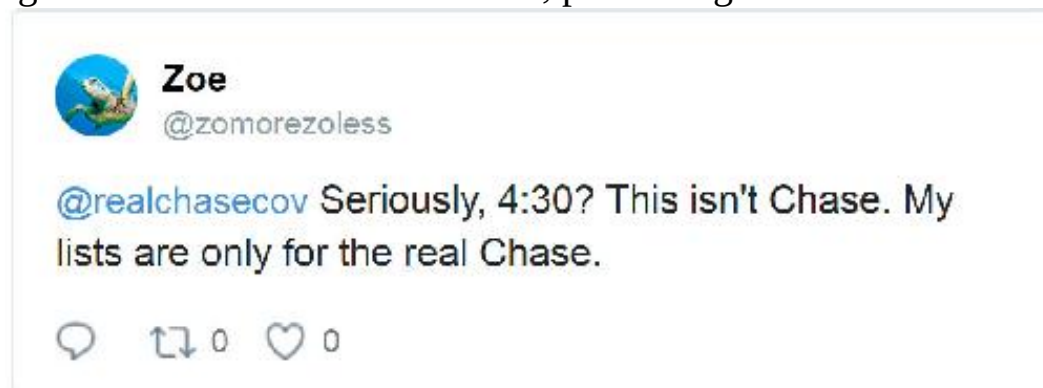 Zoe
@zomorezoless
@realchasecov Seriously, 4:30? This isn't Chase. My
lists are only for the real Chase.
0 0